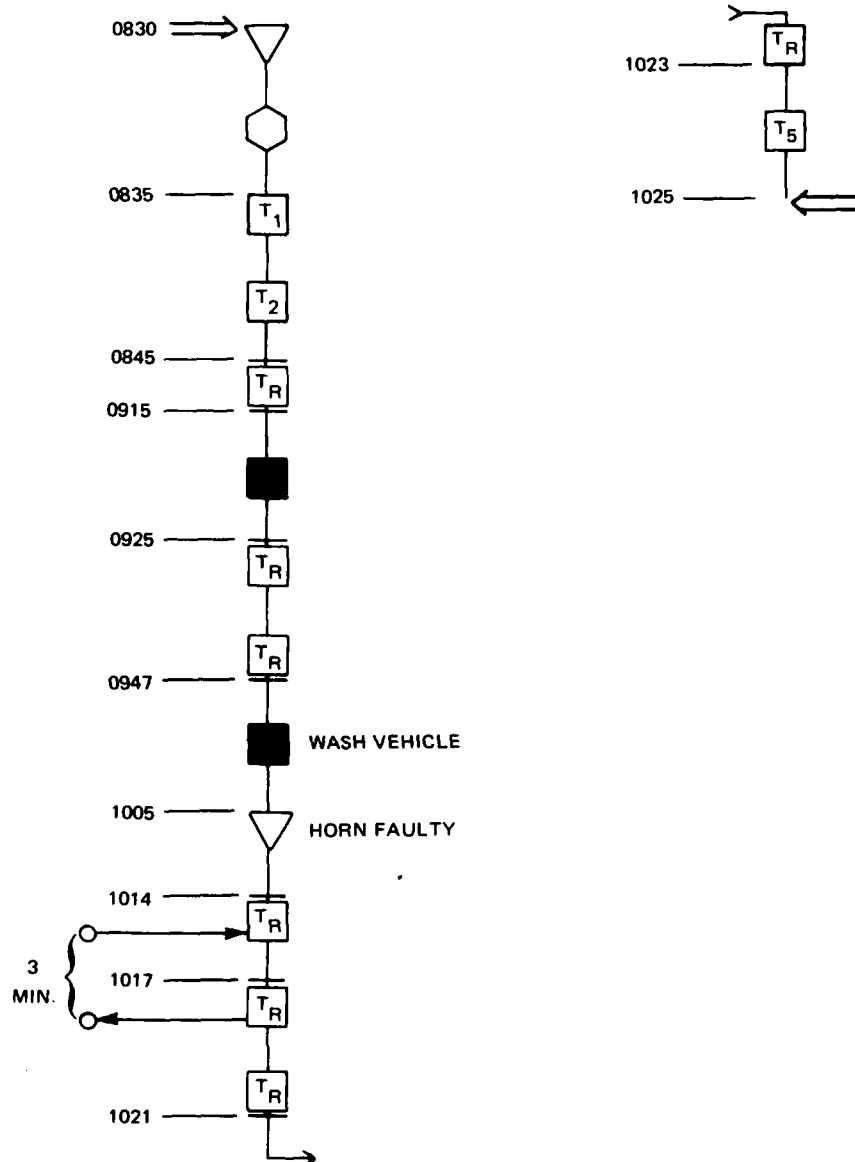 0830
0835
T1
T2
0845
TR
0915
0925
TR
TR
0947
WASH VEHICLE
1005
HORN FAULTY
1014
TR
3
MIN.
1017
TR
TR
1021
TR
1023
T5
1025